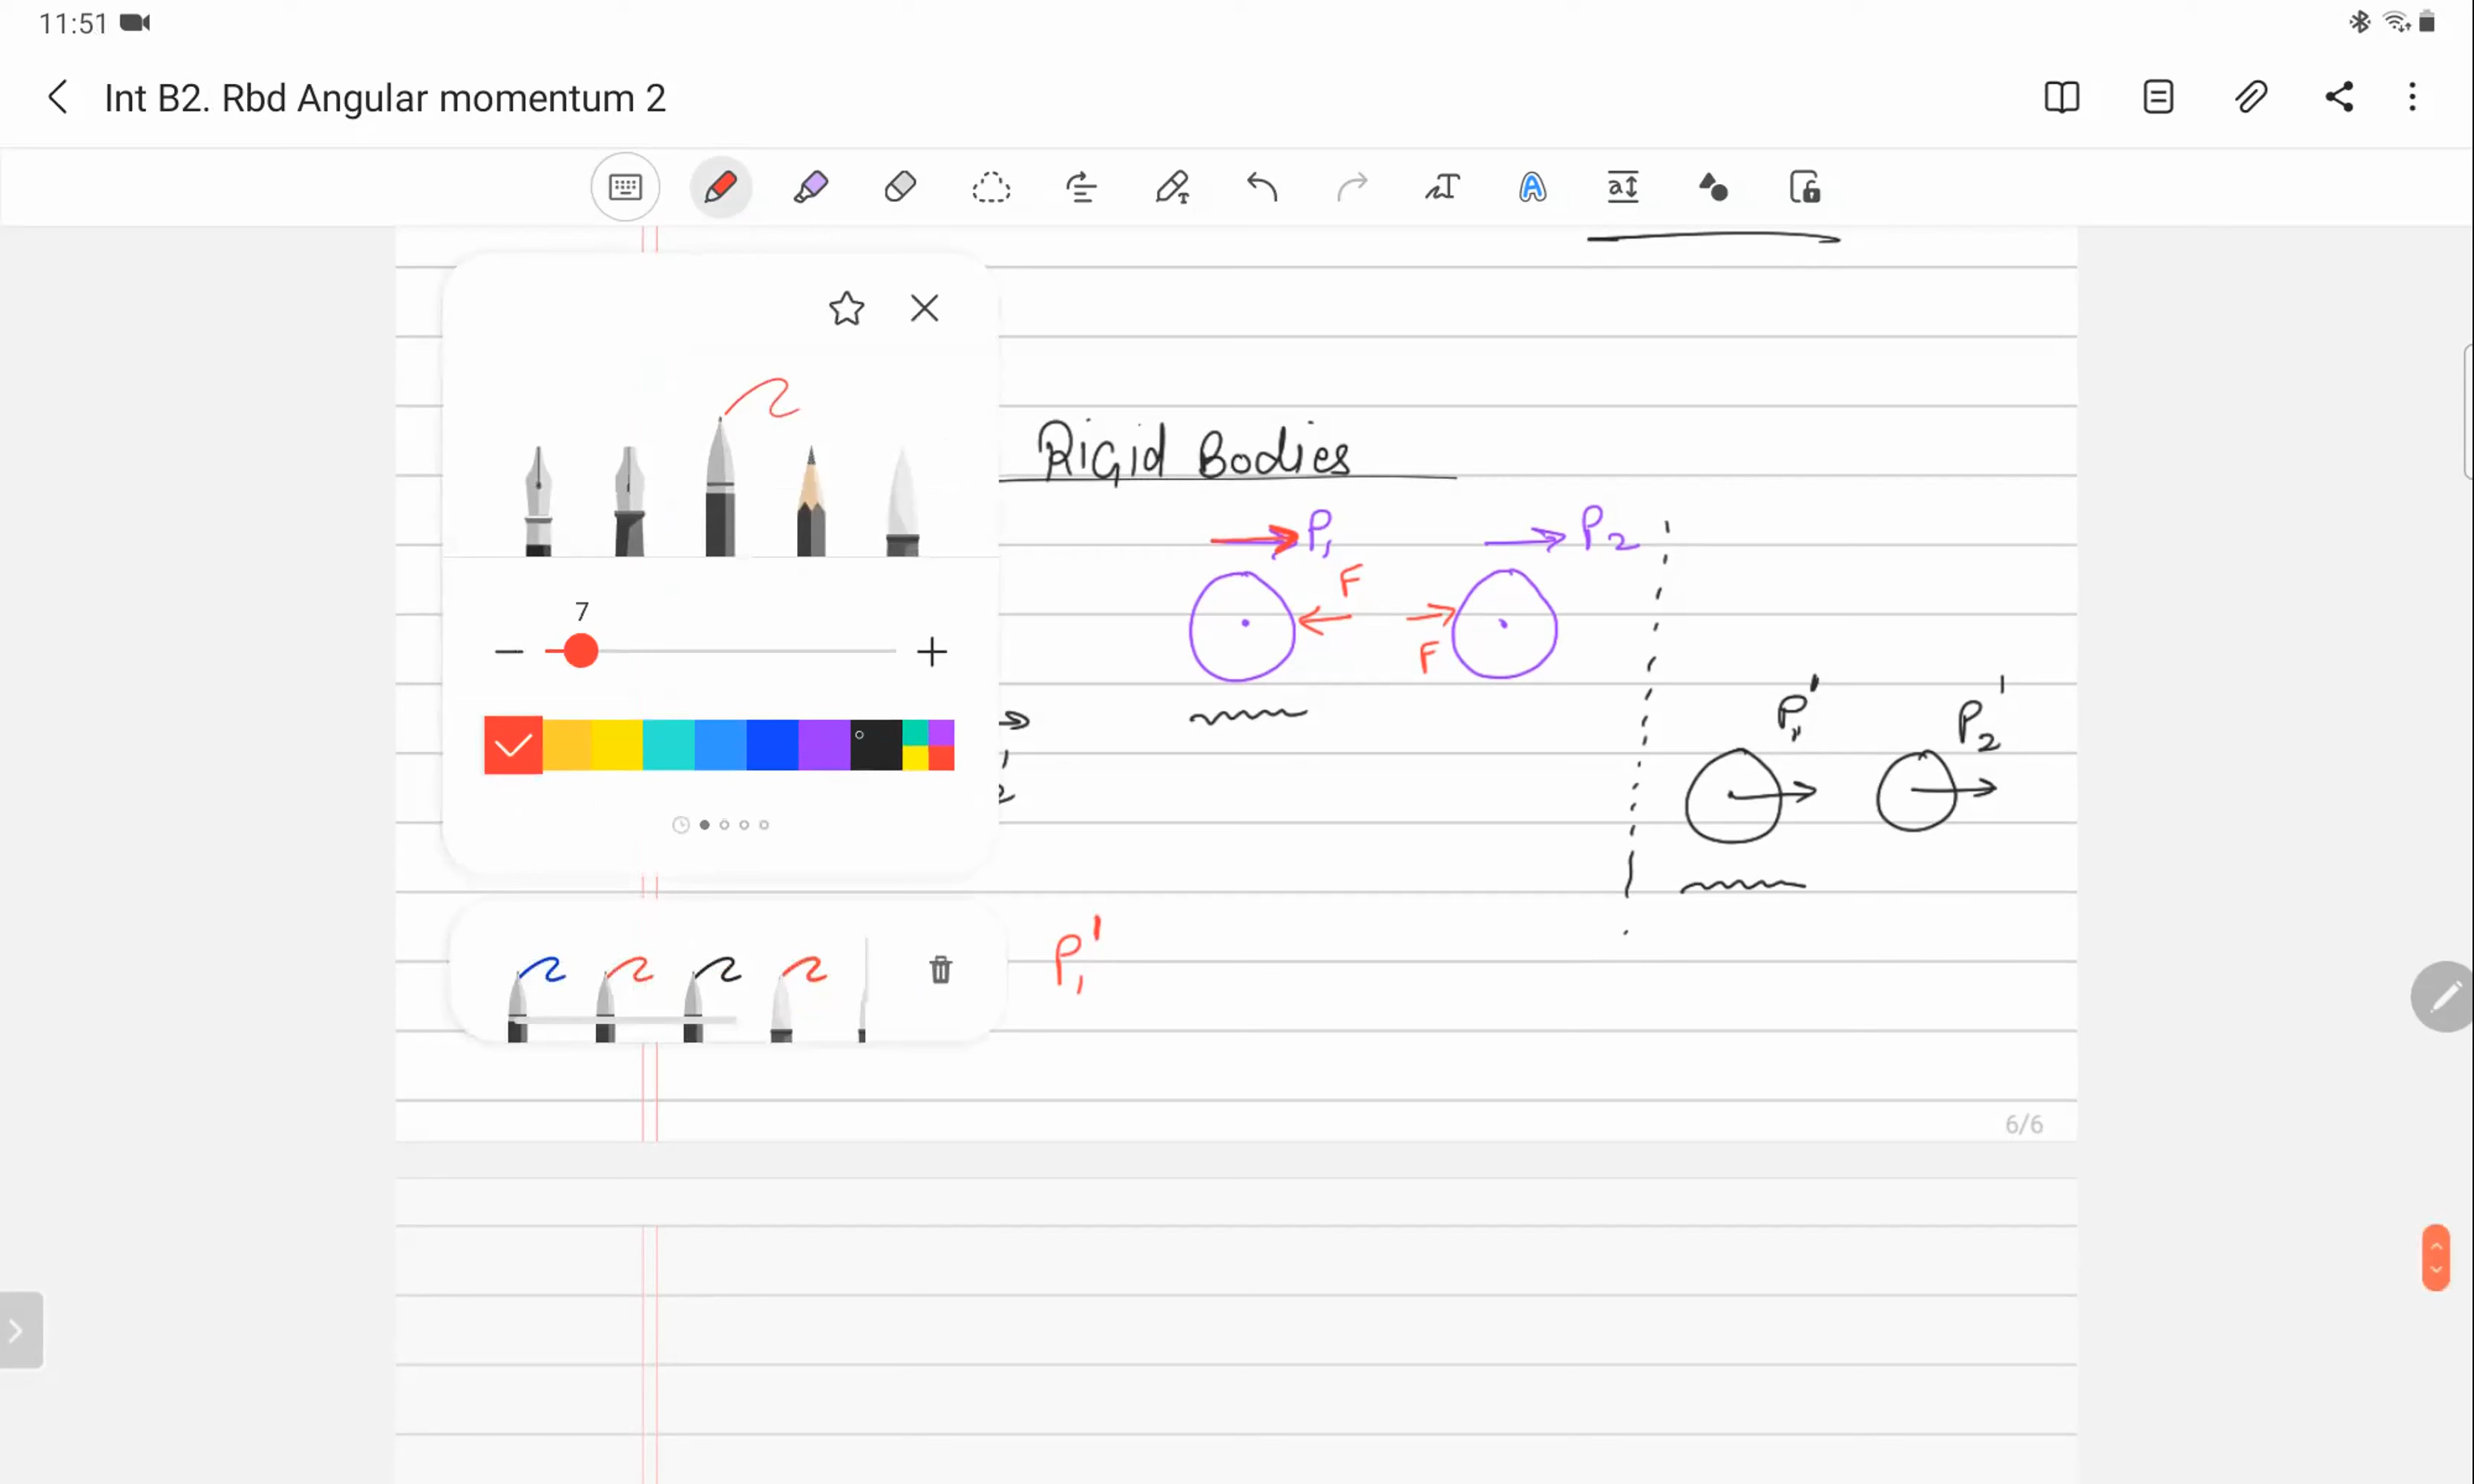 11:51
Int B2. Rbd Angular momentum 2
Rigid Bodies
P₁ P₂
F
F
7
P₁' P₂'
P₁'
6/6